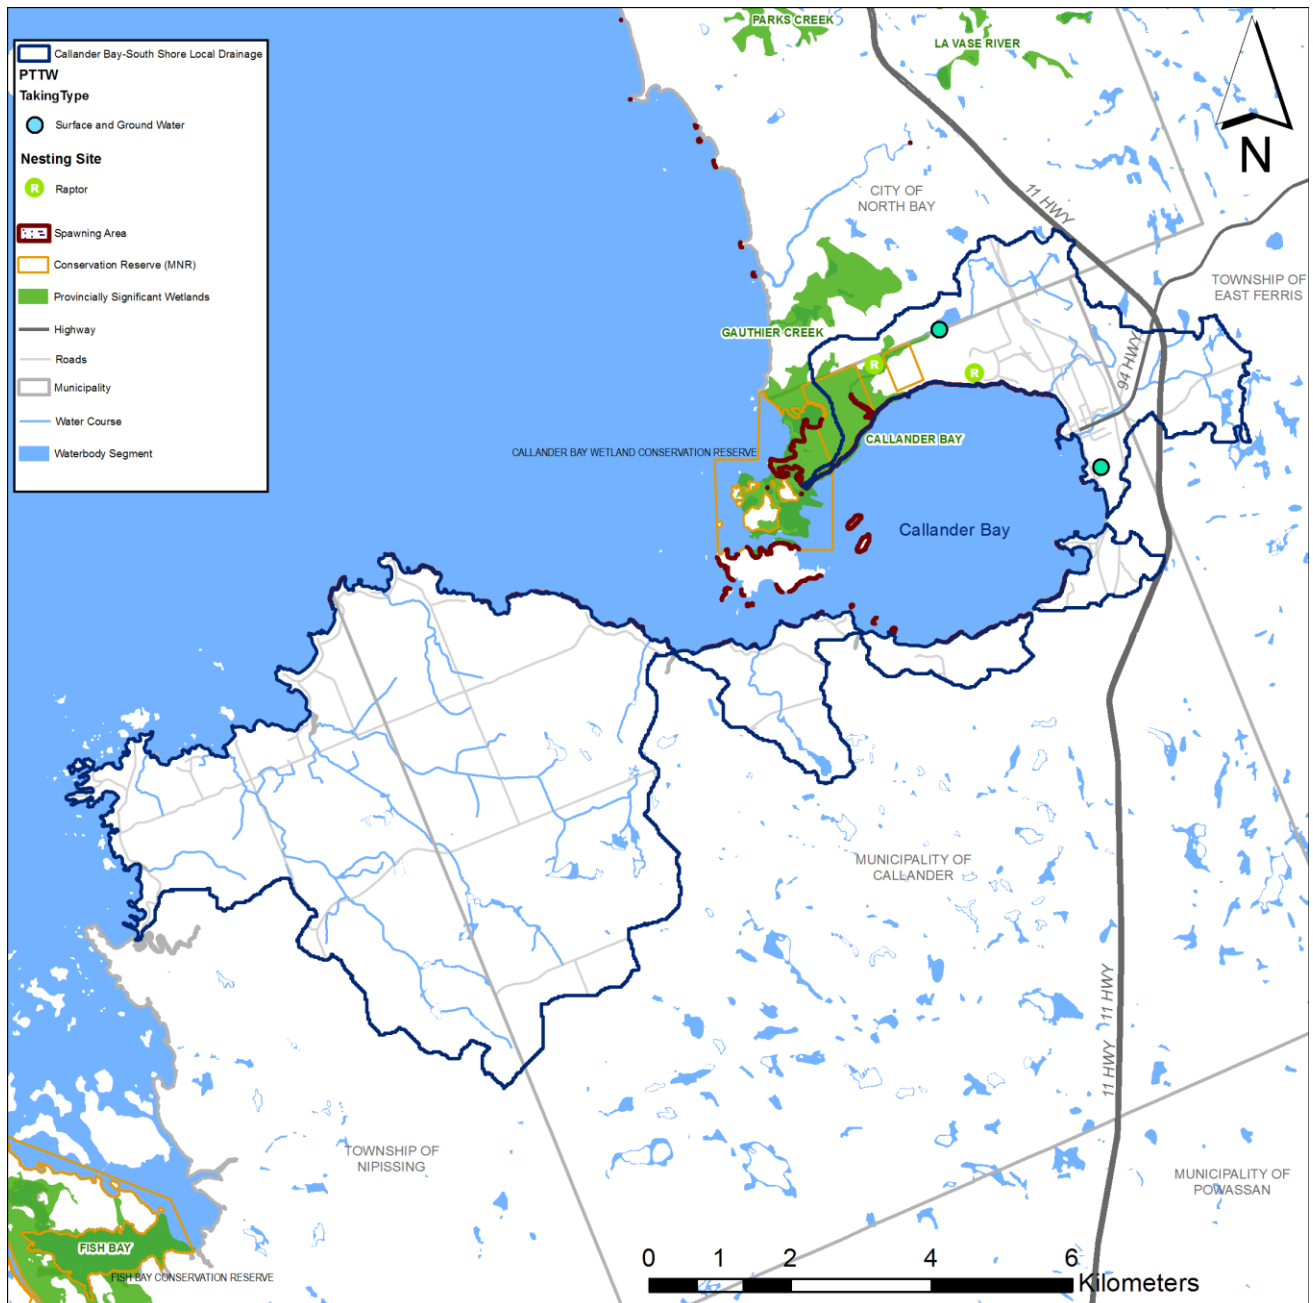 PARKS CREEK
LA VASE RIVER
Callander Bay-South Shore Local Drainage
PTTW
TakingType
Surface and Ground Water
Nesting Site
R
Raptor
Spawning Area
Conservation Reserve (MNR)
Provincially Significant Wetlands
Highway
Roads
Municipality
Water Course
Waterbody Segment
N
CITY OF
NORTH BAY
11 HWY
TOWNSHIP OF
EAST FERRIS
GAUTHIER CREEK
94 HWY
R
R
CALLANDER BAY
CALLANDER BAY WETLAND CONSERVATION RESERVE
Callander Bay
MUNICIPALITY OF
CALLANDER
11 HWY
11 HWY
TOWNSHIP OF
NIPISSING
MUNICIPALITY OF
POWASSAN
FISH BAY
FISH BAY CONSERVATION RESERVE
0 1 2 4 6
Kilometers